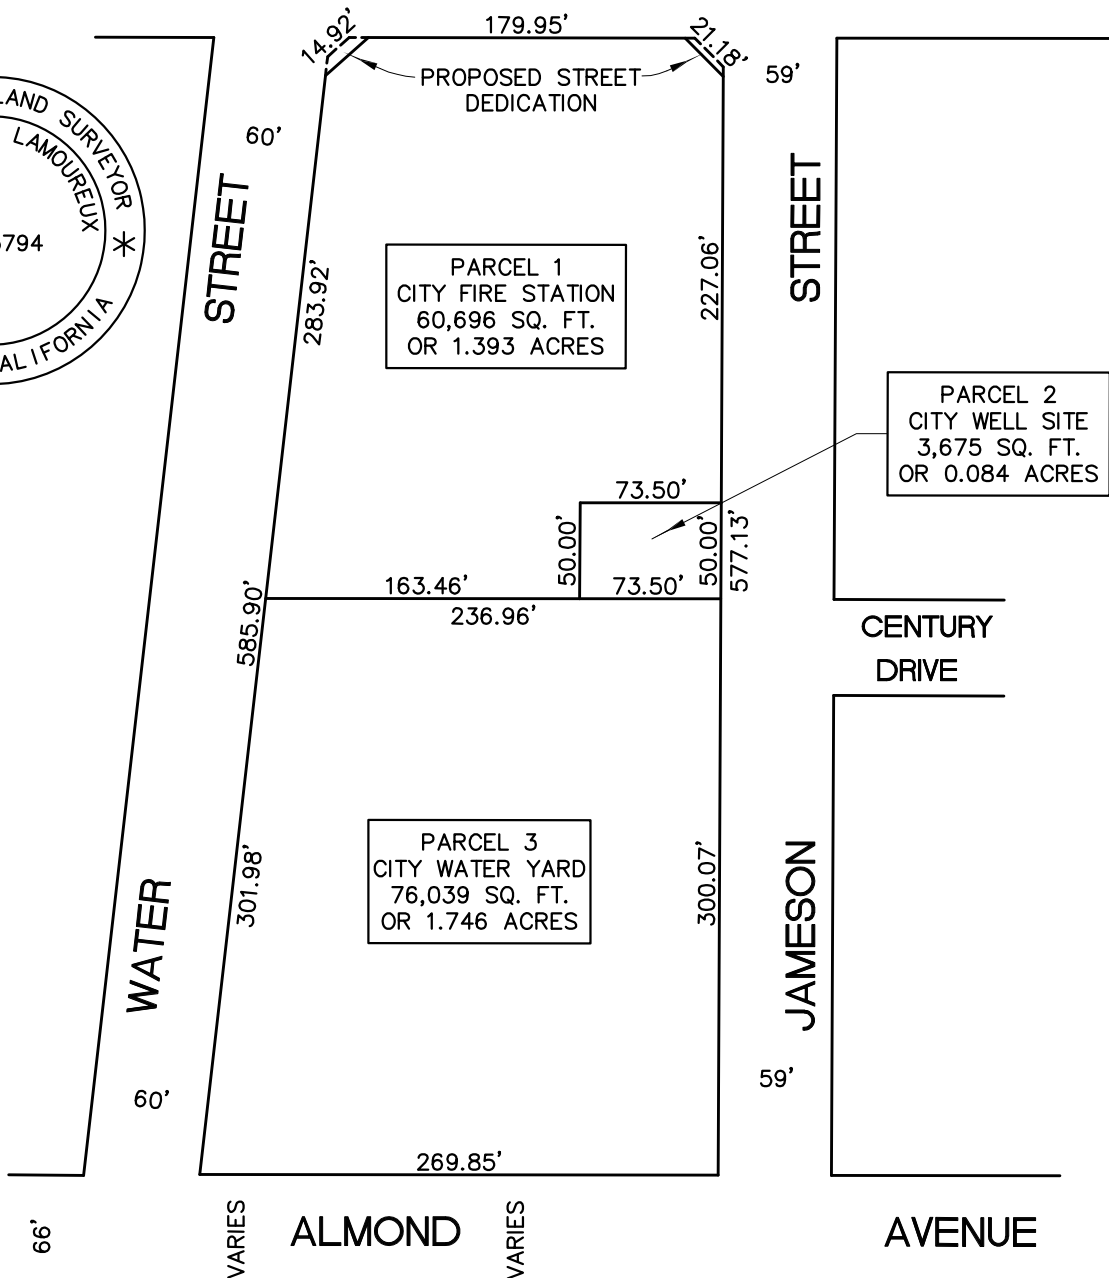 179.95'
14.92'
21.18'
PROPOSED STREET
DEDICATION
59'
60'
LAND SURVEYOR
LAMOUREUX
STREET
STREET
PARCEL 1
CITY FIRE STATION
60,696 SQ. FT.
OR 1.393 ACRES
283.92'
227.06'
PARCEL 2
CITY WELL SITE
3,675 SQ. FT.
OR 0.084 ACRES
73.50'
50.00'
50.00'
577.13'
163.46'
73.50'
236.96'
585.90'
CENTURY
DRIVE
PARCEL 3
CITY WATER YARD
76,039 SQ. FT.
OR 1.746 ACRES
301.98'
300.07'
WATER
JAMESON
60'
59'
269.85'
66'
VARIES
ALMOND
VARIES
AVENUE